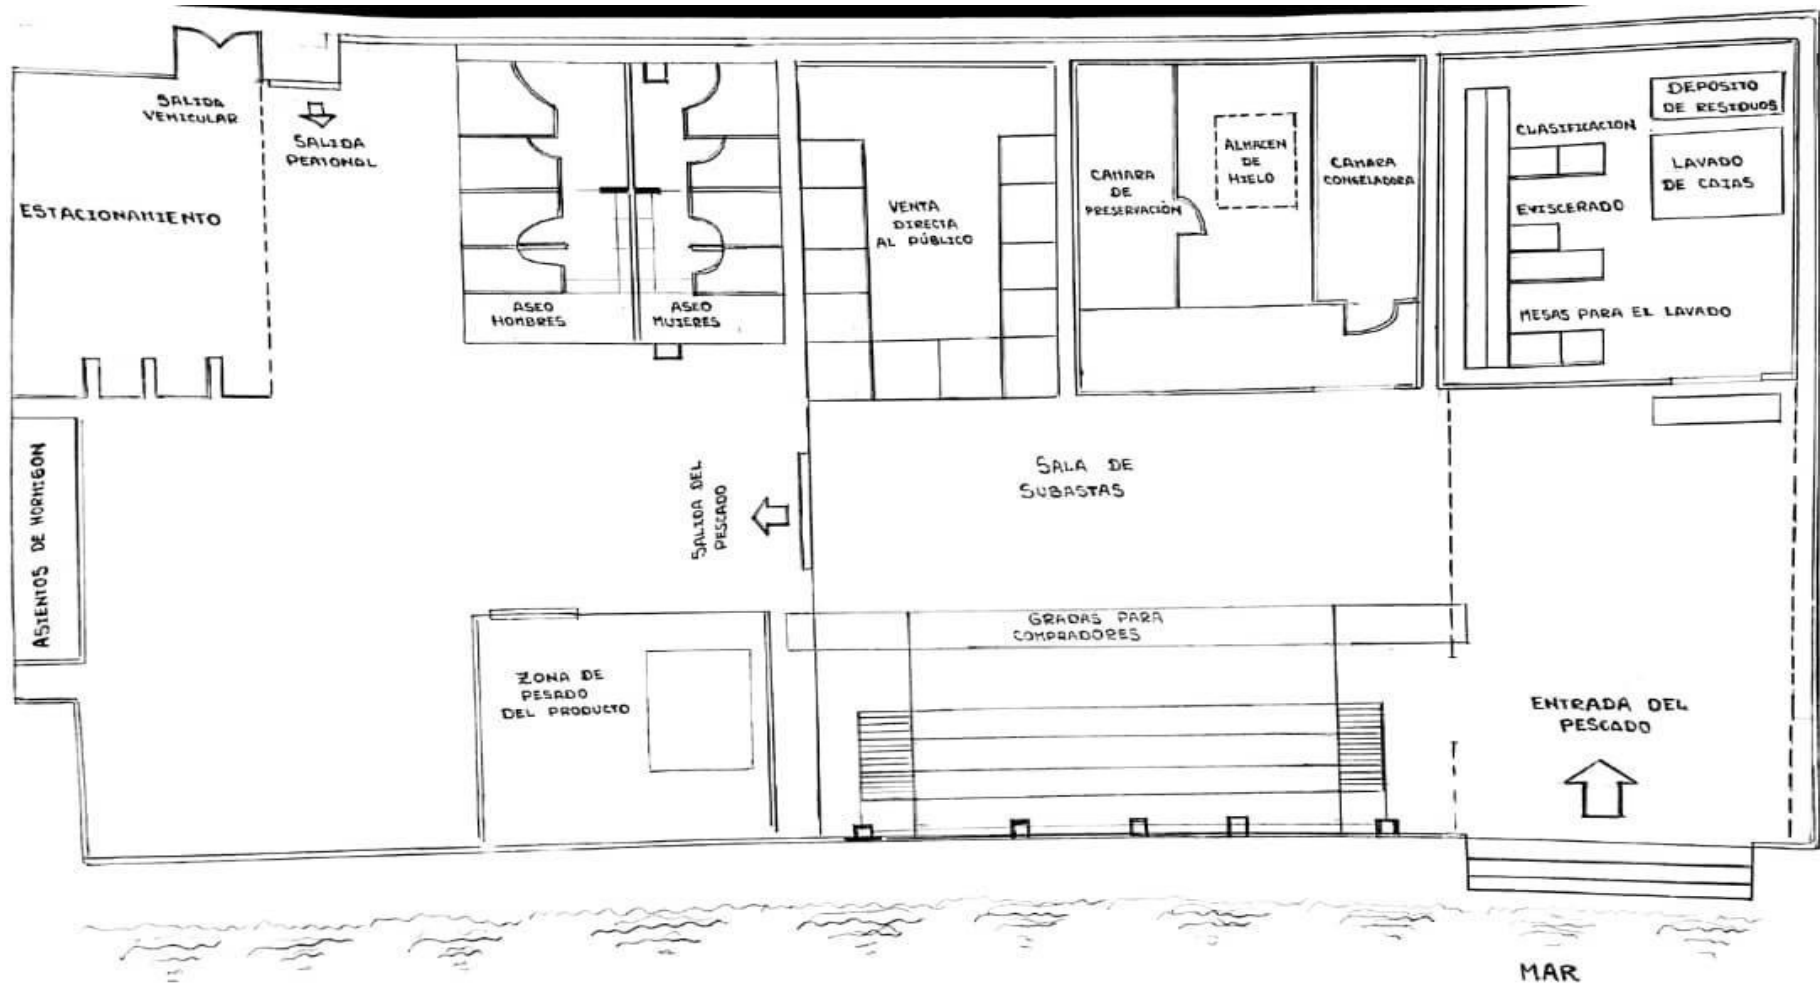 SALIDA
VEHICULAR
SALIDA
PEATONAL
ESTACIONAMIENTO
ASEO
HOMBRES
ASEO
MUJERES
VENTA
DIRECTA
AL PÚBLICO
CAMARA
DE
PRESERVACIÓN
ALMACEN
DE
HIELO
CAMARA
CONGELADORA
CLASIFICACION
EVISCERADO
MESAS PARA EL LAVADO
DEPOSITO
DE RESIDUOS
LAVADO
DE CAJAS
ASIENTOS DE HORMIGON
SALIDA DEL
PESCADO
SALA DE
SUBASTAS
ZONA DE
PESADO
DEL PRODUCTO
GRADAS PARA
COMPRADORES
ENTRADA DEL
PESCADO
MAR